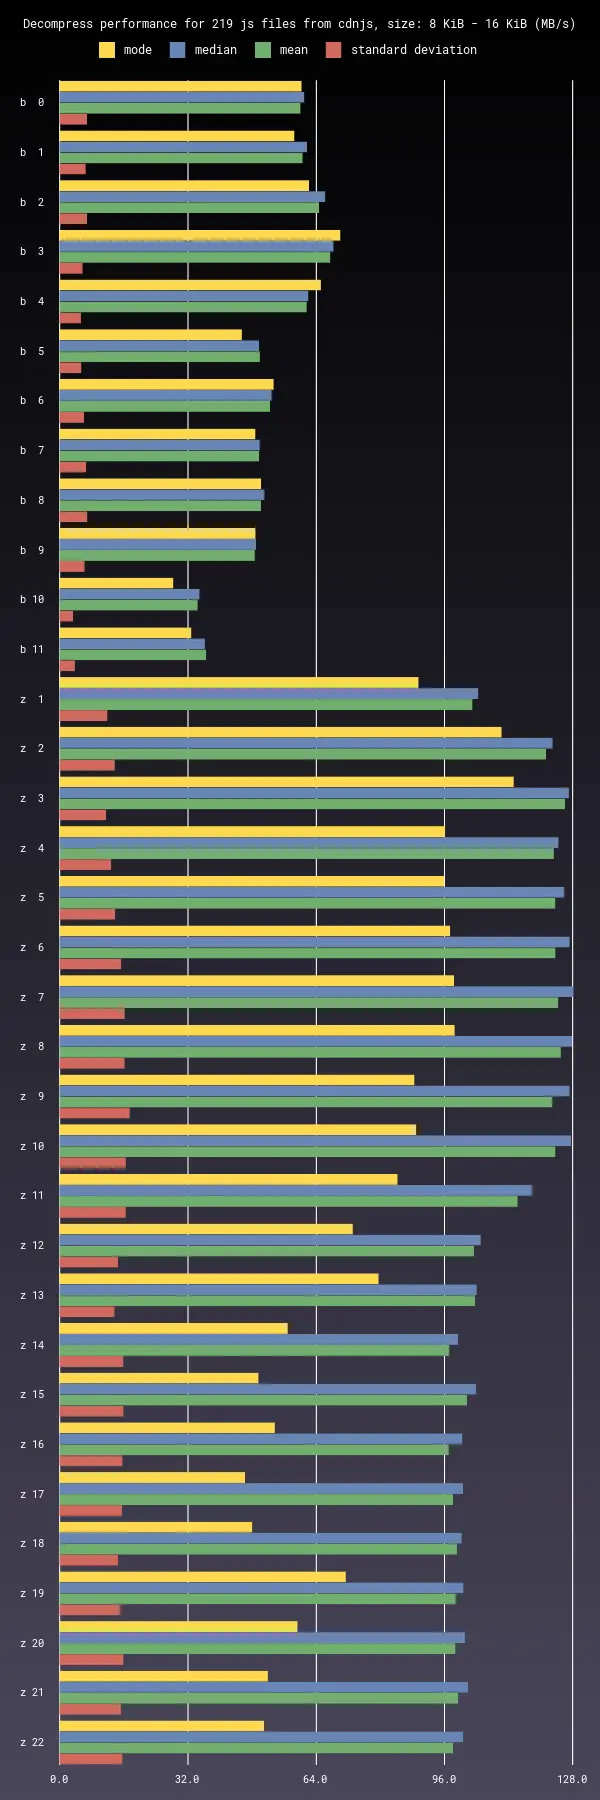 Decompress performance for 219 js files from cdnjs, size: 8 KiB - 16 KiB (MB/s)
mode median mean standard deviation
b 0
b 1
b 2
b 3
b 4
b 5
b 6
b 7
b 8
b 9
b 10
b 11
z 1
z 2
z 3
z 4
z 5
z 6
z 7
z 8
z 9
z 10
z 11
z 12
z 13
z 14
z 15
z 16
z 17
z 18
z 19
z 20
z 21
z 22
0.0 32.0 64.0 96.0 128.0